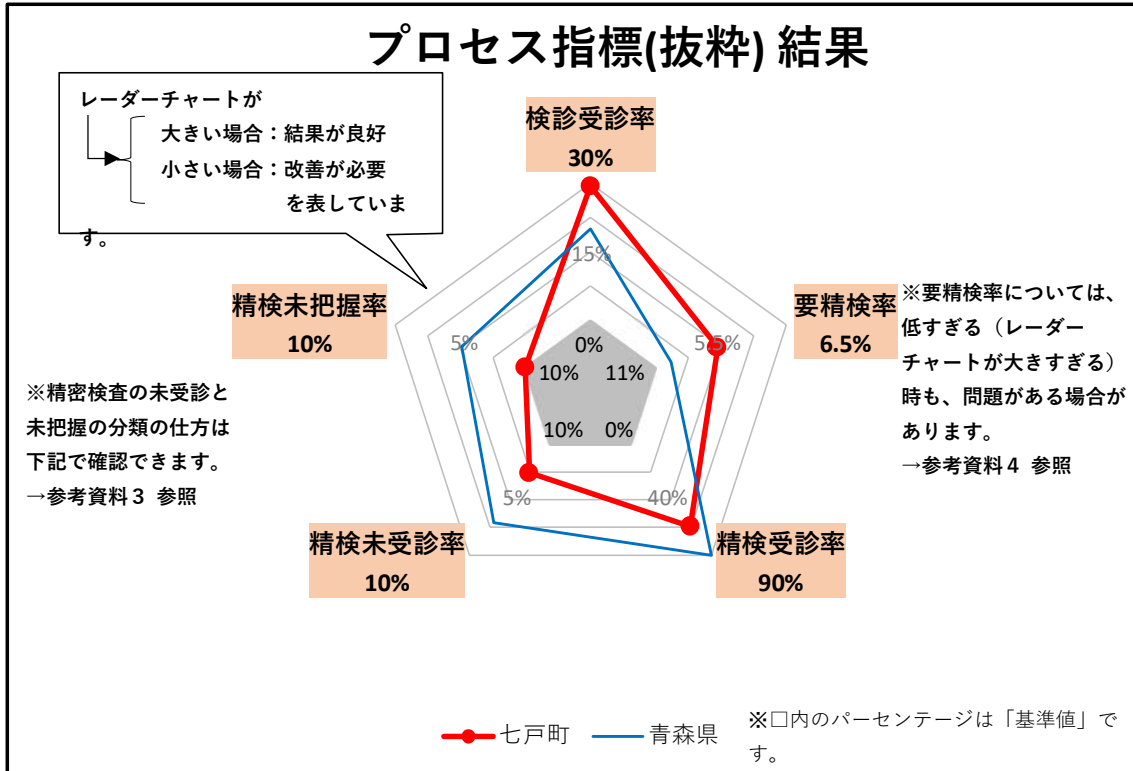 プロセス指標(抜粋) 結果
レーダーチャートが
大きい場合：結果が良好
小さい場合：改善が必要
を表していま
す。
検診受診率
30%
15%
0%
要精検率
6.5%
5.5%
11%
※要精検率については、
低すぎる（レーダー
チャートが大きすぎる）
時も、問題がある場合が
あります。
→参考資料４ 参照
精検未把握率
10%
5%
10%
※精密検査の未受診と
未把握の分類の仕方は
下記で確認できます。
→参考資料３ 参照
10%
0%
5%
40%
精検未受診率
10%
精検受診率
90%
七戸町
青森県
※□内のパーセンテージは「基準値」で
す。